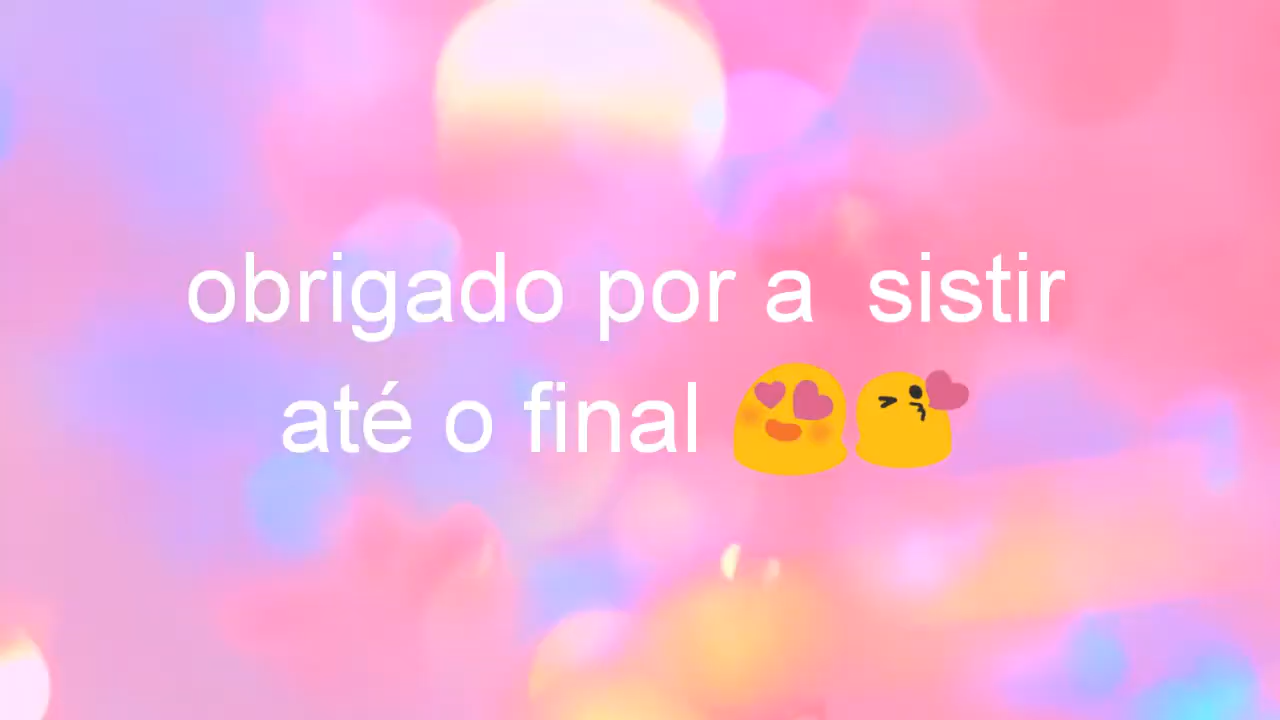 obrigado por a  sistir
até o final 😍😘